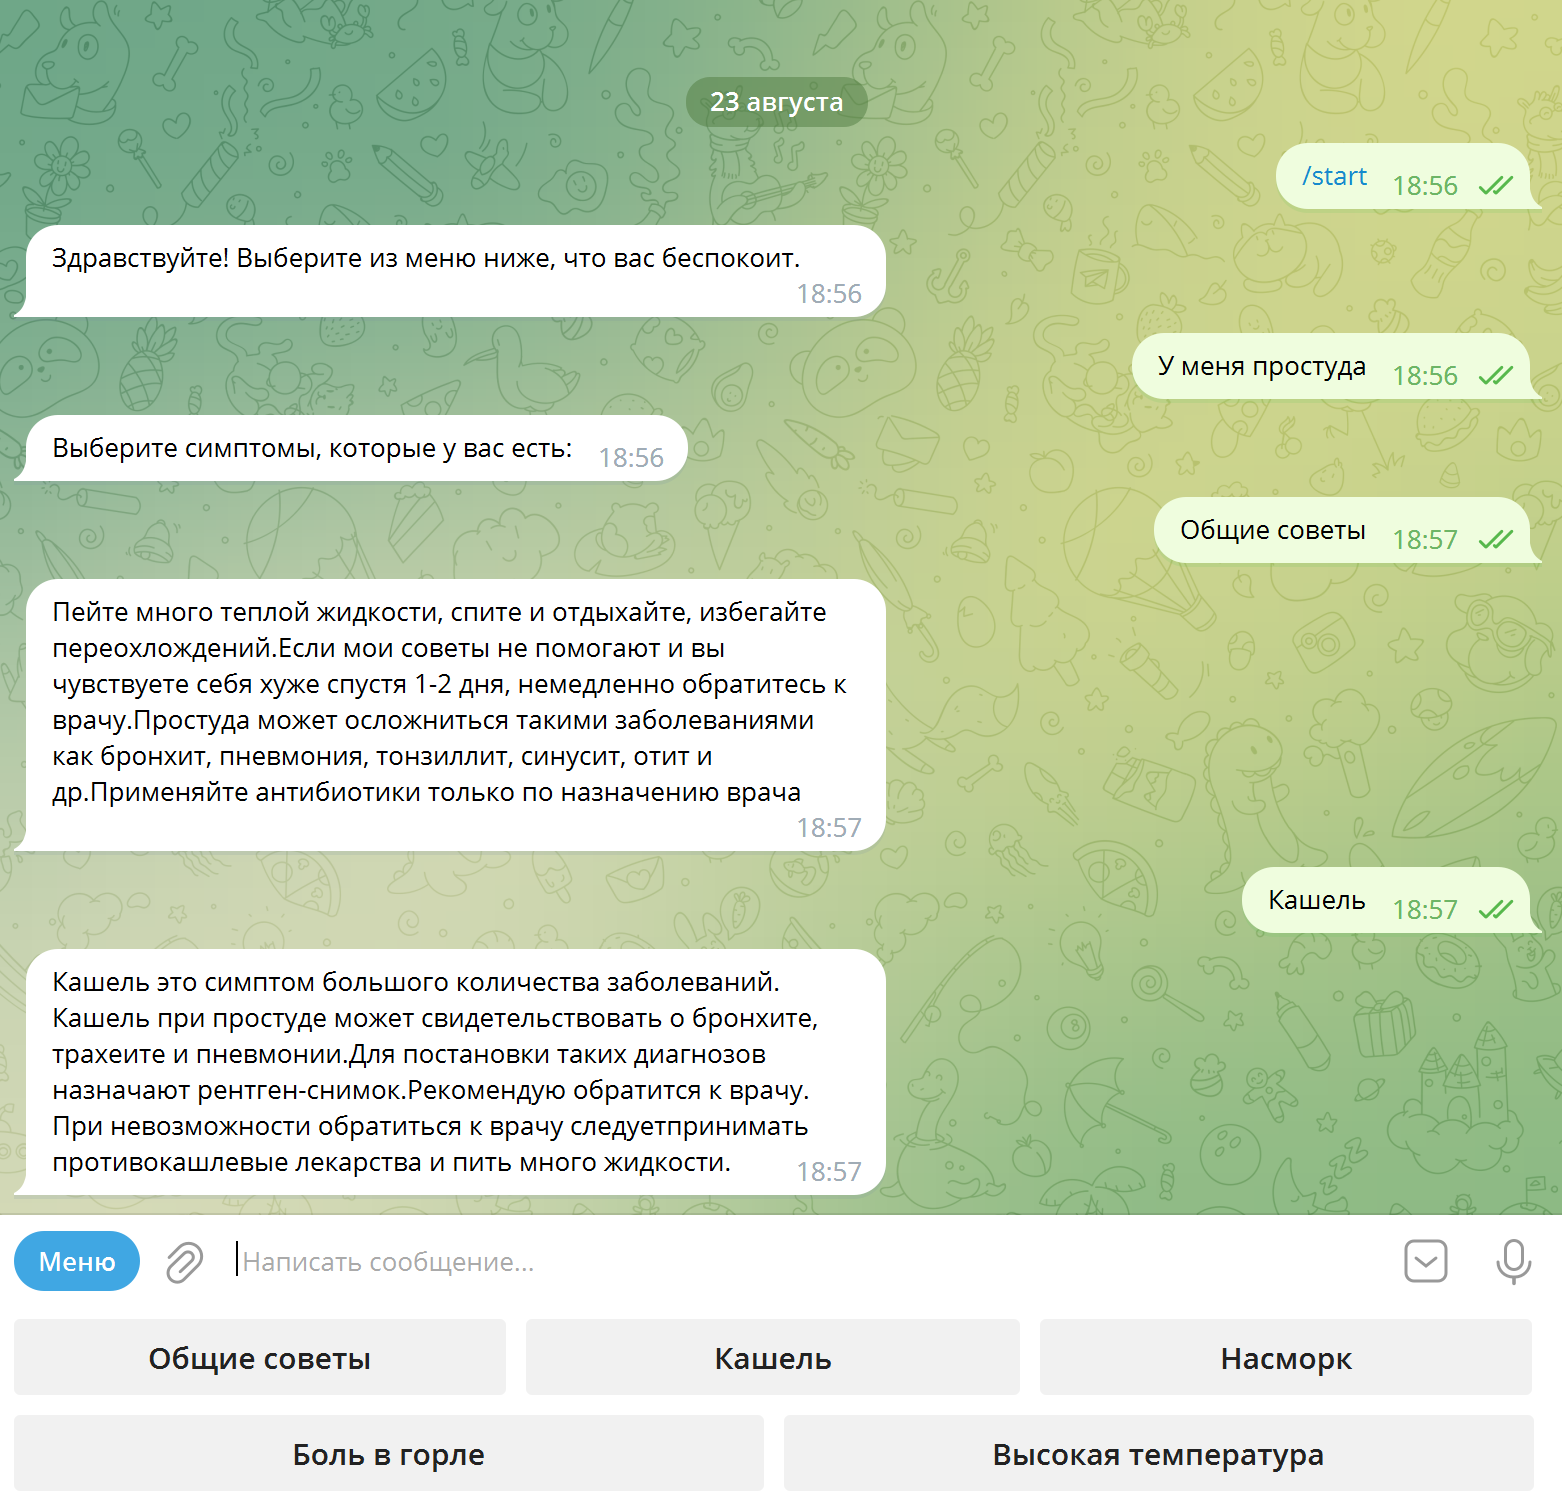 23 августа
/start 18:56
Здравствуйте! Выберите из меню ниже, что вас беспокоит.
18:56
У меня простуда 18:56
Выберите симптомы, которые у вас есть: 18:56
Общие советы 18:57
Пейте много теплой жидкости, спите и отдыхайте, избегайте
переохлождений.Если мои советы не помогают и вы
чувствуете себя хуже спустя 1-2 дня, немедленно обратитесь к
врачу.Простуда может осложниться такими заболеваниями
как бронхит, пневмония, тонзиллит, синусит, отит и
др.Применяйте антибиотики только по назначению врача
18:57
Кашель 18:57
Кашель это симптом большого количества заболеваний.
Кашель при простуде может свидетельствовать о бронхите,
трахеите и пневмонии.Для постановки таких диагнозов
назначают рентген-снимок.Рекомендую обратится к врачу.
При невозможности обратиться к врачу следуетпринимать
противокашлевые лекарства и пить много жидкости. 18:57
Меню Написать сообщение...
Общие советы Кашель Насморк
Боль в горле Высокая температура